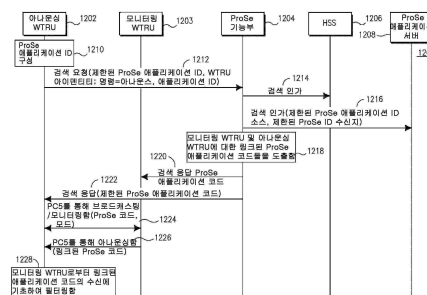 아나운싱
WTRU
1202
모니터링
WTRU
1203
ProSe
기능부
1204
HSS
1206
ProSe
애플리케이션
서버
1208
ProSe
애플리케이션 ID
구성
1210
1212
검색 요청(제한된 ProSe 애플리케이션 ID, WTRU
아이덴티티; 명령=아나운스, 애플리케이션 ID)
1214
검색 인가
1216
검색 인가(제한된 ProSe 애플리케이션 ID
소스, 제한된 ProSe ID 수신지)
모니터링 WTRU 및 아나운싱
WTRU에 대한 링크된 ProSe
애플리케이션 코드들을 도출함
1218
1220
검색 응답 ProSe
애플리케이션 코드
1222
검색 응답(제한된 ProSe 애플리케이션 코드)
PC5를 통해 브로드캐스팅
/모니터링함(ProSe 코드,
모드)
1224
1226
PC5를 통해 아나운싱함
(링크된 ProSe 코드)
1228
모니터링 WTRU로부터 링크된
애플리케이션 코드의 수신에
기초하여 필터링함